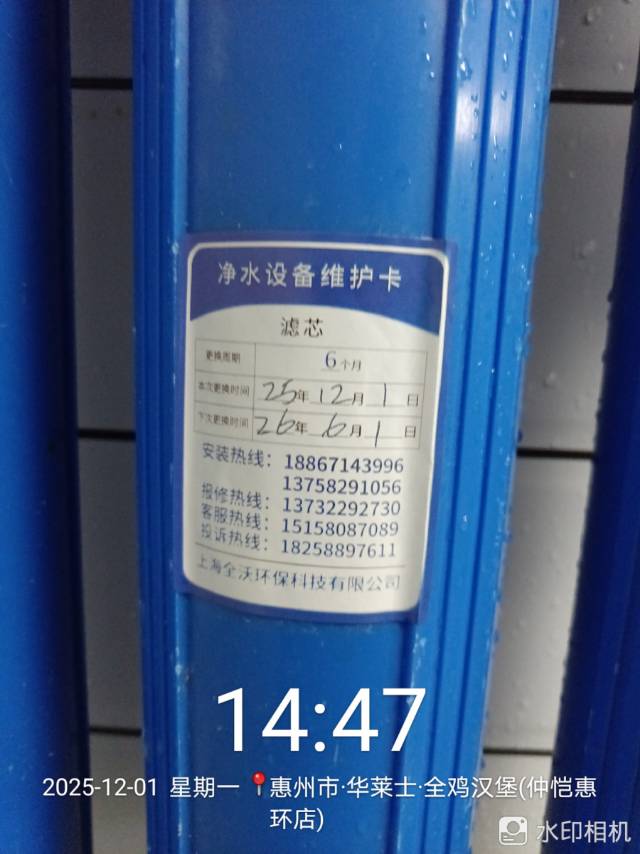 净水设备维护卡
滤芯
更换周期 6个月
本次更换时间 25年12月1日
下次更换时间 26年6月1日
安装热线：18867143996
13758291056
报修热线：13732292730
客服热线：15158087089
投诉热线：18258897611
上海全沃环保科技有限公司
14:47
2025-12-01 星期一 📍惠州市·华莱士·全鸡汉堡(仲恺惠
环店)
水印相机